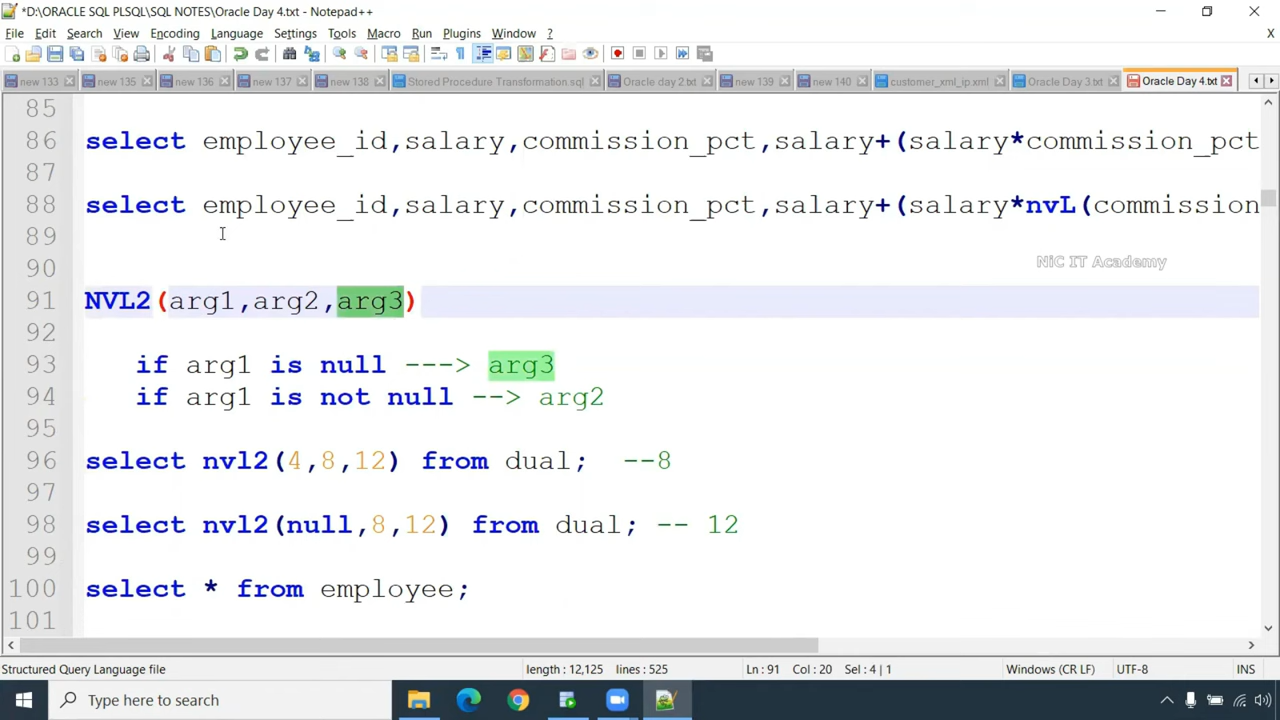 *D:\ORACLE SQL PLSQL\SQL NOTES\Oracle Day 4.txt - Notepad++
File Edit Search View Encoding Language Settings Tools Macro Run Plugins Window ? X
new 133 new 135 new 136 new 137 new 138 Stored Procedure Transformation.sql Oracle day 2.txt new 139 new 140 customer_xml_ip.xml Oracle Day 3.txt Oracle Day 4.txt
85
86 select employee_id,salary,commission_pct,salary+(salary*commission_pct
87
88 select employee_id,salary,commission_pct,salary+(salary*nvL(commission
89
NiC IT Academy
90
91 NVL2(arg1,arg2,arg3)
92
93 if arg1 is null ---> arg3
94 if arg1 is not null --> arg2
95
96 select nvl2(4,8,12) from dual; --8
97
98 select nvl2(null,8,12) from dual; -- 12
99
100 select * from employee;
101
Structured Query Language file length : 12,125 lines : 525 Ln : 91 Col : 20 Sel : 4 | 1 Windows (CR LF) UTF-8 INS
Type here to search